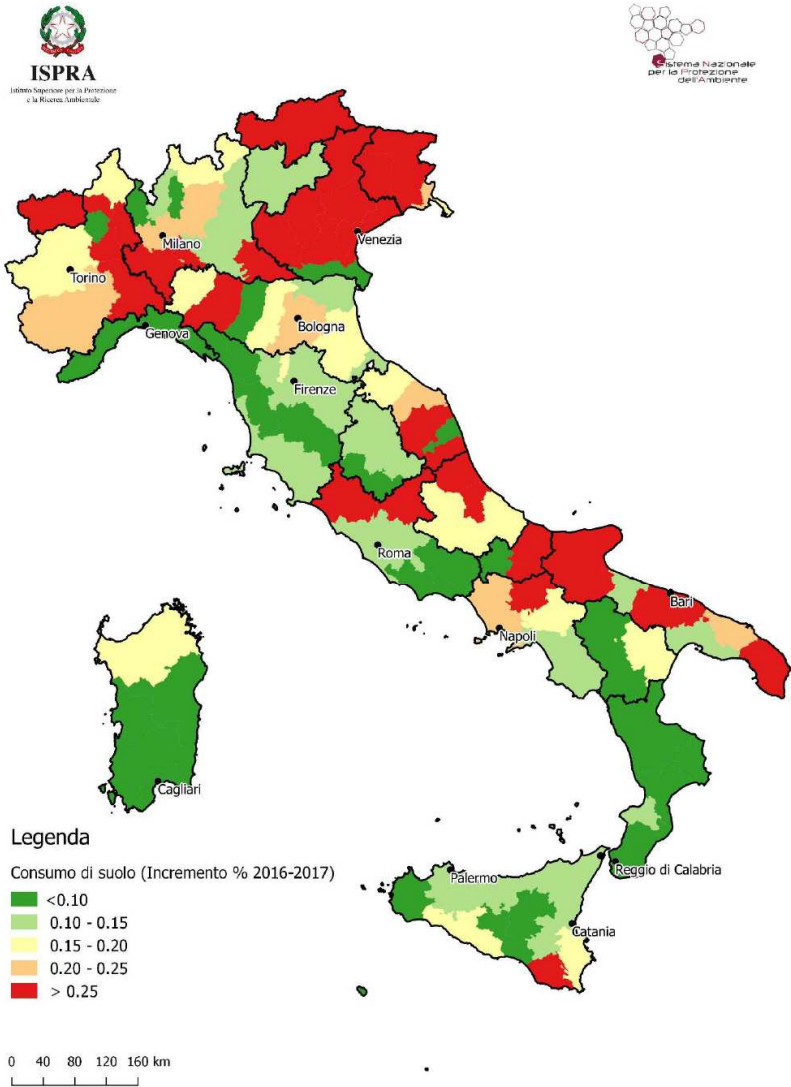 ISPRA
Istituto Superiore per la Protezione
e la Ricerca Ambientale
Sistema Nazionale
per la Protezione
dell'Ambiente
Milano
Venezia
Torino
Genova
Bologna
Firenze
Roma
Napoli
Bari
Cagliari
Legenda
Consumo di suolo (Incremento % 2016-2017)
<0.10
0.10 - 0.15
0.15 - 0.20
0.20 - 0.25
> 0.25
Palermo
Reggio di Calabria
Catania
0 40 80 120 160 km